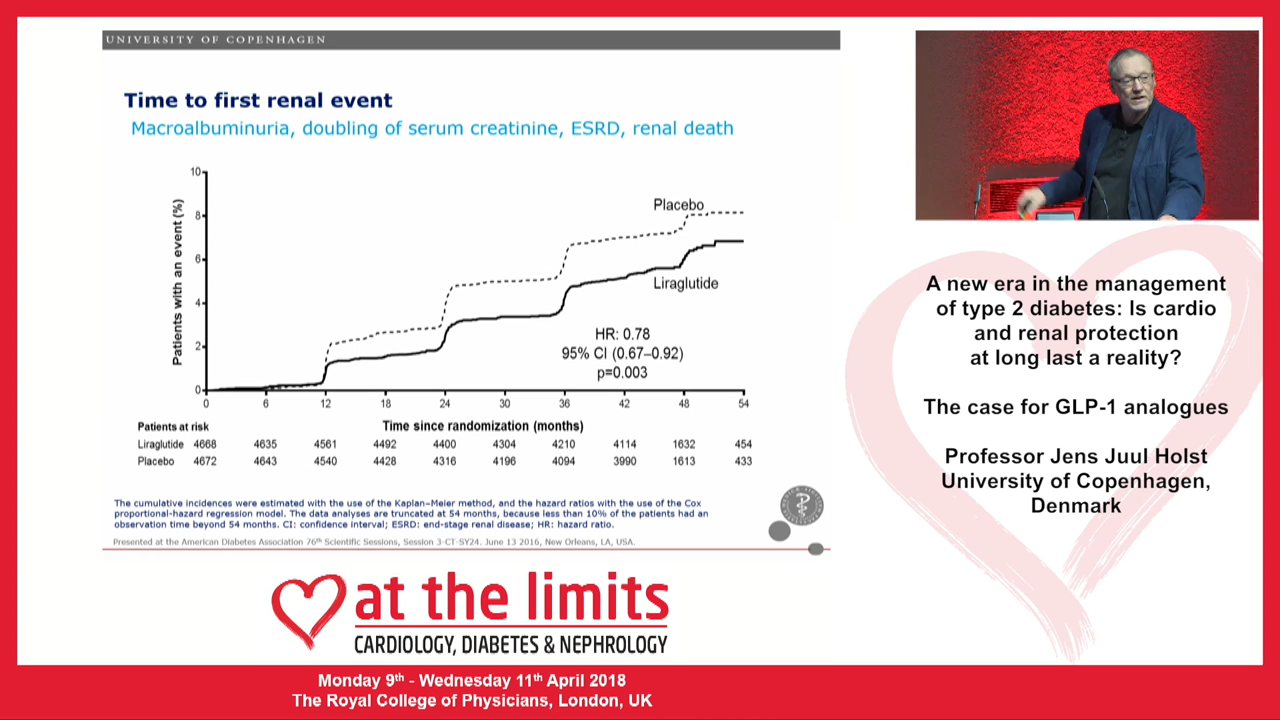 UNIVERSITY OF COPENHAGEN
Time to first renal event
Macroalbuminuria, doubling of serum creatinine, ESRD, renal death
Patients with an event (%)
10
8
6
4
2
0
Placebo
Liraglutide
HR: 0.78
95% CI (0.67–0.92)
p=0.003
0 6 12 18 24 30 36 42 48 54
Patients at risk Time since randomization (months)
Liraglutide 4668 4635 4561 4492 4400 4304 4210 4114 1632 454
Placebo 4672 4643 4540 4428 4316 4196 4094 3990 1613 433
The cumulative incidences were estimated with the use of the Kaplan–Meier method, and the hazard ratios with the use of the Cox
proportional-hazard regression model. The data analyses are truncated at 54 months, because less than 10% of the patients had an
observation time beyond 54 months. CI: confidence interval; ESRD: end-stage renal disease; HR: hazard ratio.
Presented at the American Diabetes Association 76th Scientific Sessions, Session 3-CT-SY24. June 13 2016, New Orleans, LA, USA.
A new era in the management
of type 2 diabetes: Is cardio
and renal protection
at long last a reality?
The case for GLP-1 analogues
Professor Jens Juul Holst
University of Copenhagen,
Denmark
at the limits
CARDIOLOGY, DIABETES & NEPHROLOGY
Monday 9th - Wednesday 11th April 2018
The Royal College of Physicians, London, UK